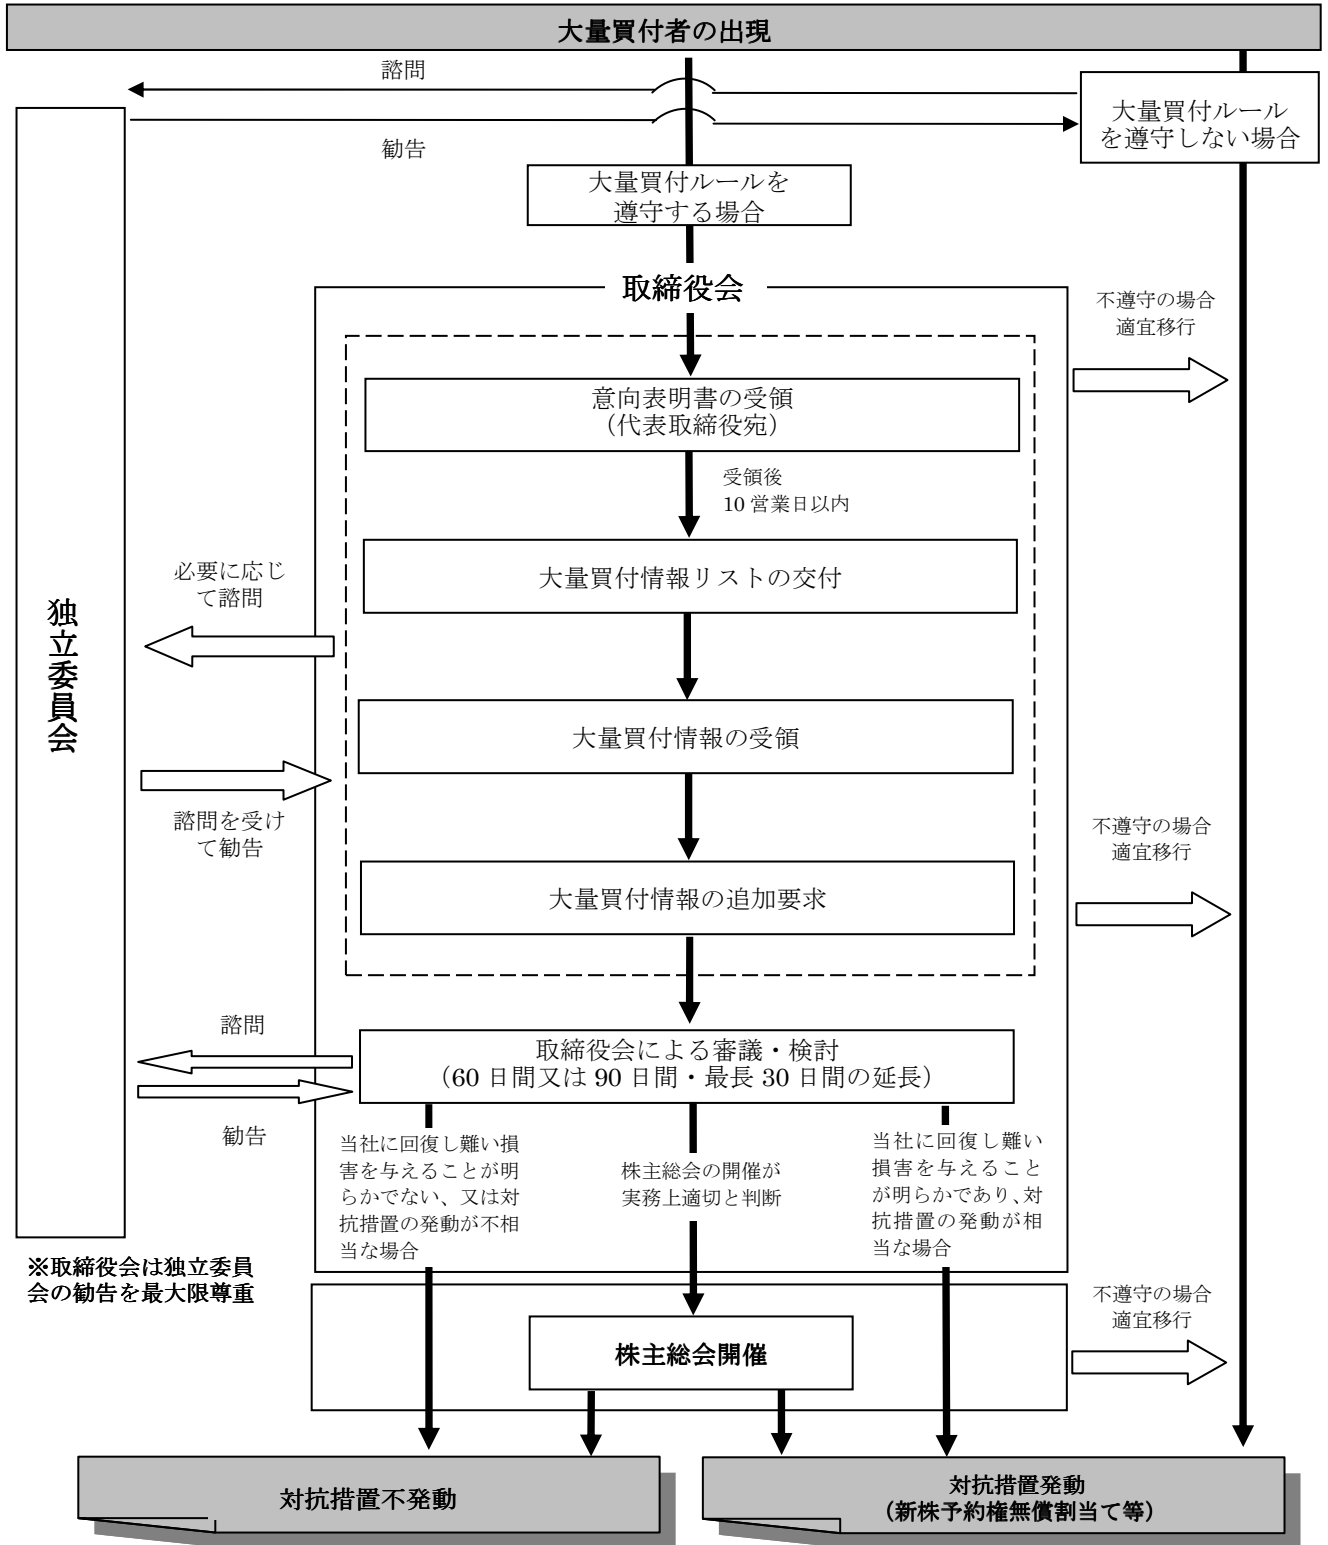 大量買付者の出現
諮問
大量買付ルール
を遵守しない場合
勧告
大量買付ルールを
遵守する場合
取締役会
不遵守の場合
適宜移行
意向表明書の受領
（代表取締役宛）
受領後
10 営業日以内
大量買付情報リストの交付
必要に応じ
て諮問
独立委員会
大量買付情報の受領
諮問を受け
て勧告
不遵守の場合
適宜移行
大量買付情報の追加要求
諮問
取締役会による審議・検討
（60 日間又は 90 日間・最長 30 日間の延長）
勧告
当社に回復し難い損
害を与えることが明
らかでない、又は対
抗措置の発動が不相
当な場合
株主総会の開催が
実務上適切と判断
当社に回復し難い
損害を与えること
が明らかであり、対
抗措置の発動が相
当な場合
※取締役会は独立委員
会の勧告を最大限尊重
不遵守の場合
適宜移行
株主総会開催
対抗措置不発動
対抗措置発動
（新株予約権無償割当て等）